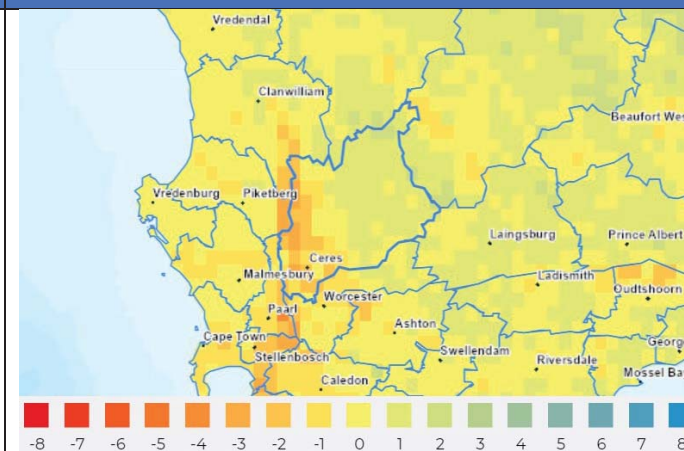 Vredendal
Clanwilliam
Beaufort Wes
Vredenburg
Piketberg
Laingsburg
Prince Albert
Ceres
Malmesbury
Ladismith
Oudtshoorn
Worcester
Paarl
Ashton
Cape Town
Georg
Stellenbosch
Swellendam
Riversdale
Mossel Ba
Caledon
-8 -7 -6 -5 -4 -3 -2 -1 0 1 2 3 4 5 6 7 8